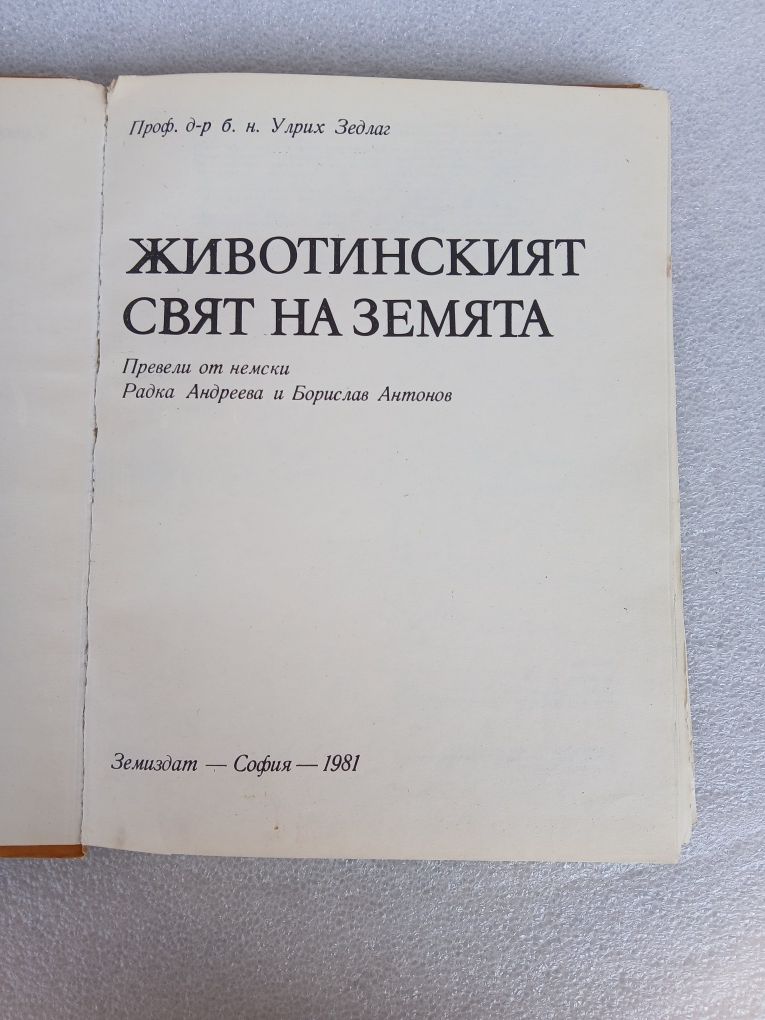 Проф. д-р б. н. Улрих Зедлаг
ЖИВОТИНСКИЯТ
СВЯТ НА ЗЕМЯТА
Превели от немски
Радка Андреева и Борислав Антонов
Земиздат — София — 1981